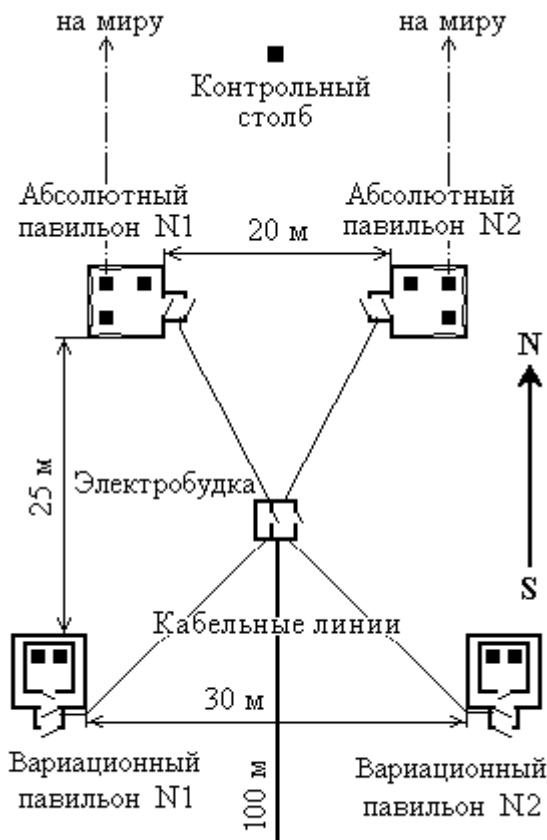 на миру
на миру
Контрольный
столб
Абсолютный
павильон N1
Абсолютный
павильон N2
20 м
N
25 м
Электробудка
S
Кабельные линии
30 м
Вариационный
павильон N1
100 м
Вариационный
павильон N2